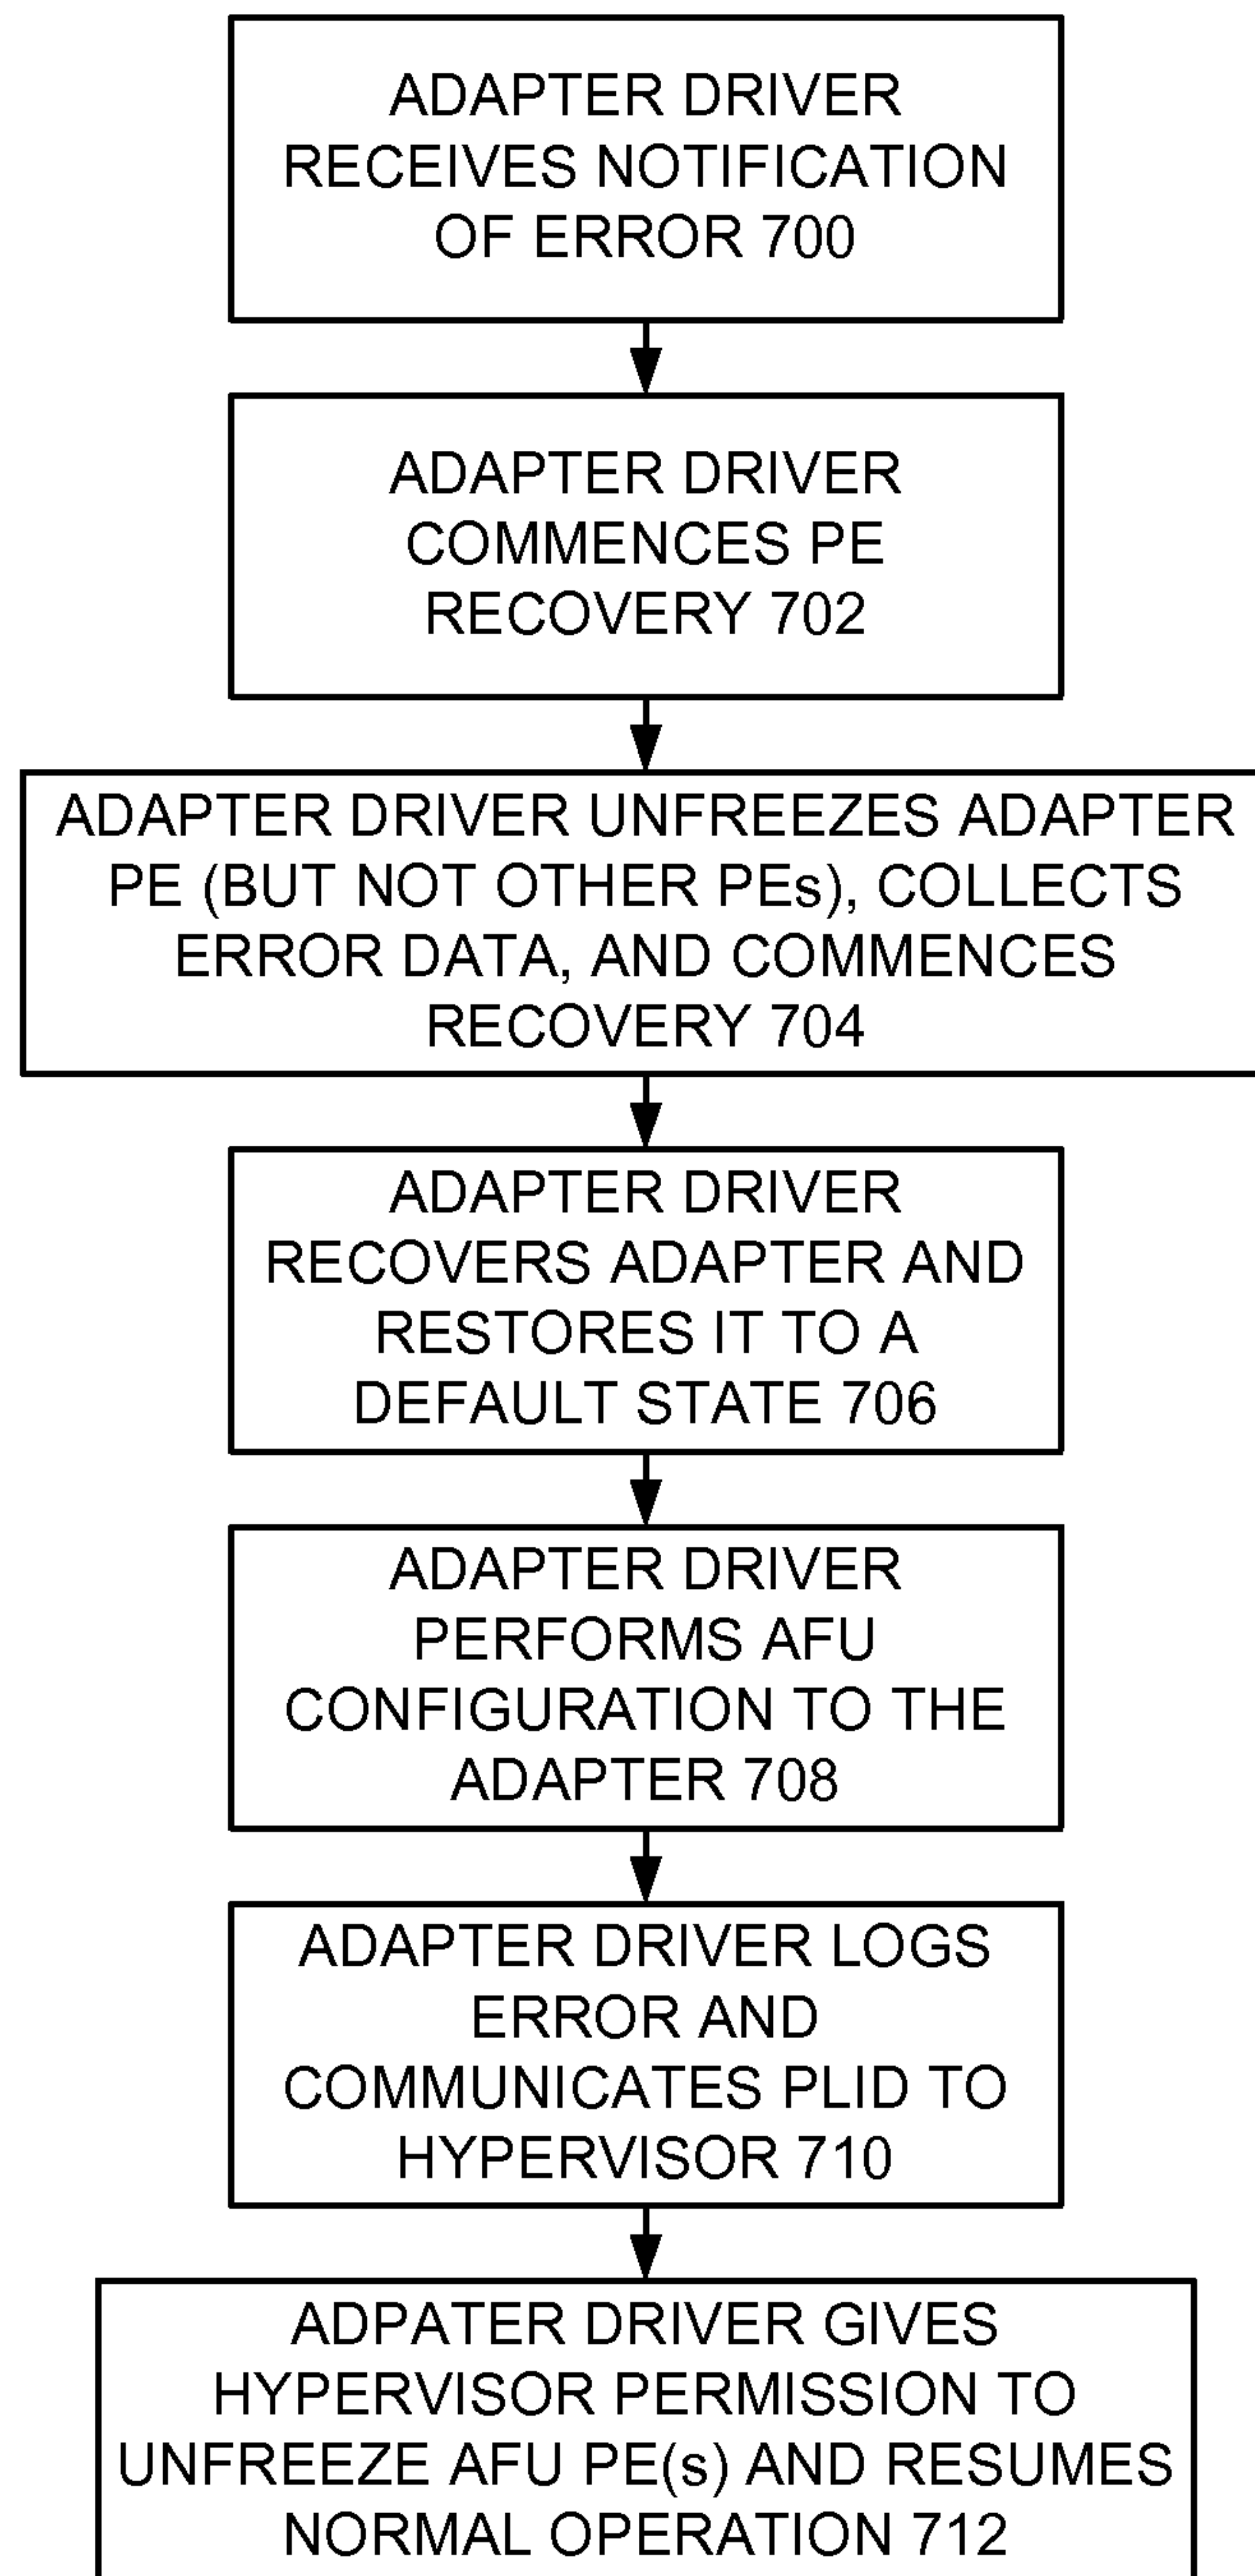 ADAPTER DRIVER
RECEIVES NOTIFICATION
OF ERROR 700
ADAPTER DRIVER
COMMENCES PE
RECOVERY 702
ADAPTER DRIVER UNFREEZES ADAPTER
PE (BUT NOT OTHER PEs), COLLECTS
ERROR DATA, AND COMMENCES
RECOVERY 704
ADAPTER DRIVER
RECOVERS ADAPTER AND
RESTORES IT TO A
DEFAULT STATE 706
ADAPTER DRIVER
PERFORMS AFU
CONFIGURATION TO THE
ADAPTER 708
ADAPTER DRIVER LOGS
ERROR AND
COMMUNICATES PLID TO
HYPERVISOR 710
ADPATER DRIVER GIVES
HYPERVISOR PERMISSION TO
UNFREEZE AFU PE(s) AND RESUMES
NORMAL OPERATION 712